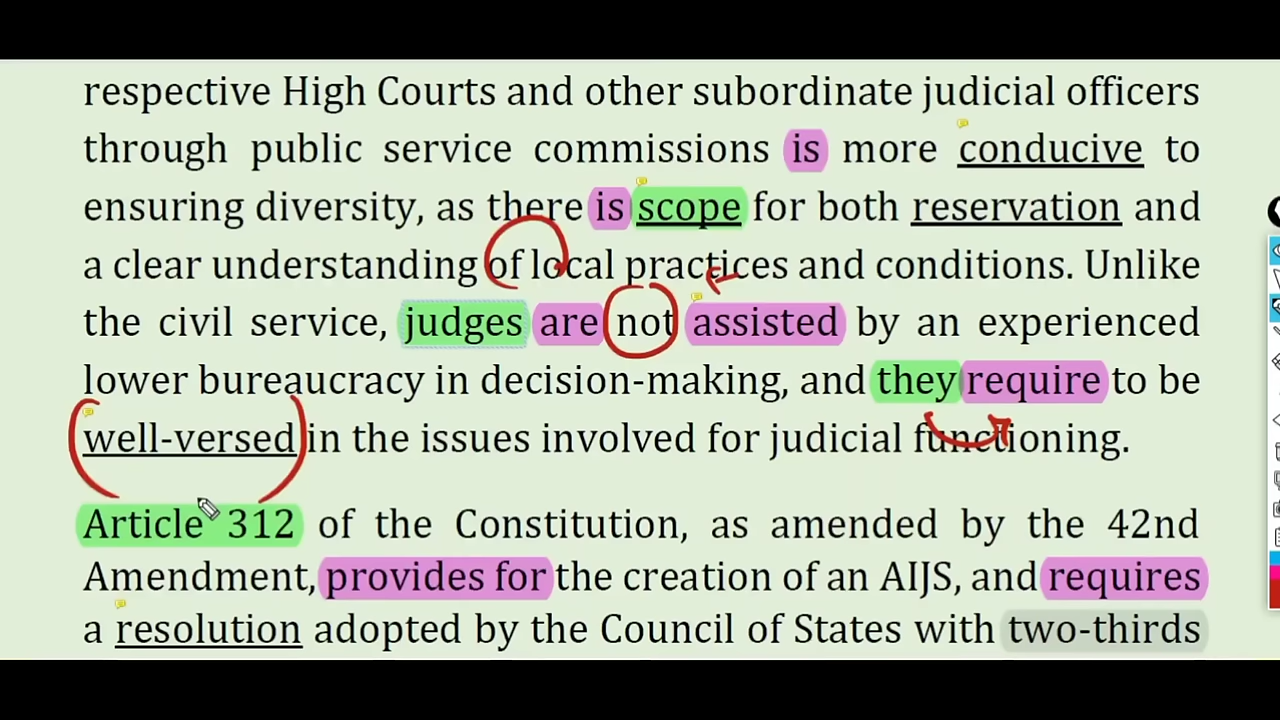 respective High Courts and other subordinate judicial officers
through public service commissions is more conducive to
ensuring diversity, as there is scope for both reservation and
a clear understanding of local practices and conditions. Unlike
the civil service, judges are not assisted by an experienced
lower bureaucracy in decision-making, and they require to be
well-versed in the issues involved for judicial functioning.
Article 312 of the Constitution, as amended by the 42nd
Amendment, provides for the creation of an AIJS, and requires
a resolution adopted by the Council of States with two-thirds